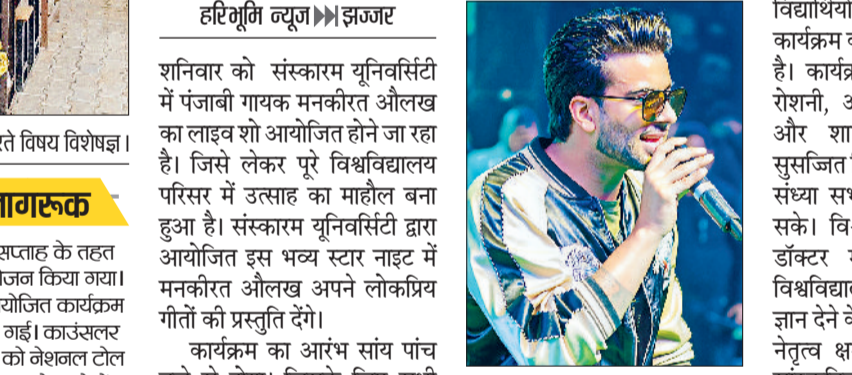 रते विषय विशेषज्ञ।
जागरूक
सप्ताह के तहत
ोजन किया गया।
योजित कार्यक्रम
गई। काउंसलर
को नेशनल टोल
हरिभूमि न्यूज झज्जर
शनिवार को संस्कारम यूनिवर्सिटी
में पंजाबी गायक मनकीरत औलख
का लाइव शो आयोजित होने जा रहा
है। जिसे लेकर पूरे विश्वविद्यालय
परिसर में उत्साह का माहौल बना
हुआ है। संस्कारम यूनिवर्सिटी द्वारा
आयोजित इस भव्य स्टार नाइट में
मनकीरत औलख अपने लोकप्रिय
गीतों की प्रस्तुति देंगे।
कार्यक्रम का आरंभ सांय पांच
विद्यार्थियों
कार्यक्रम
है। कार्यक्र
रोशनी,
और शा
सुसज्जित
संध्या सभ
सके। वि
डॉक्टर
विश्वविद्याल
ज्ञान देने के
नेतृत्व क्ष